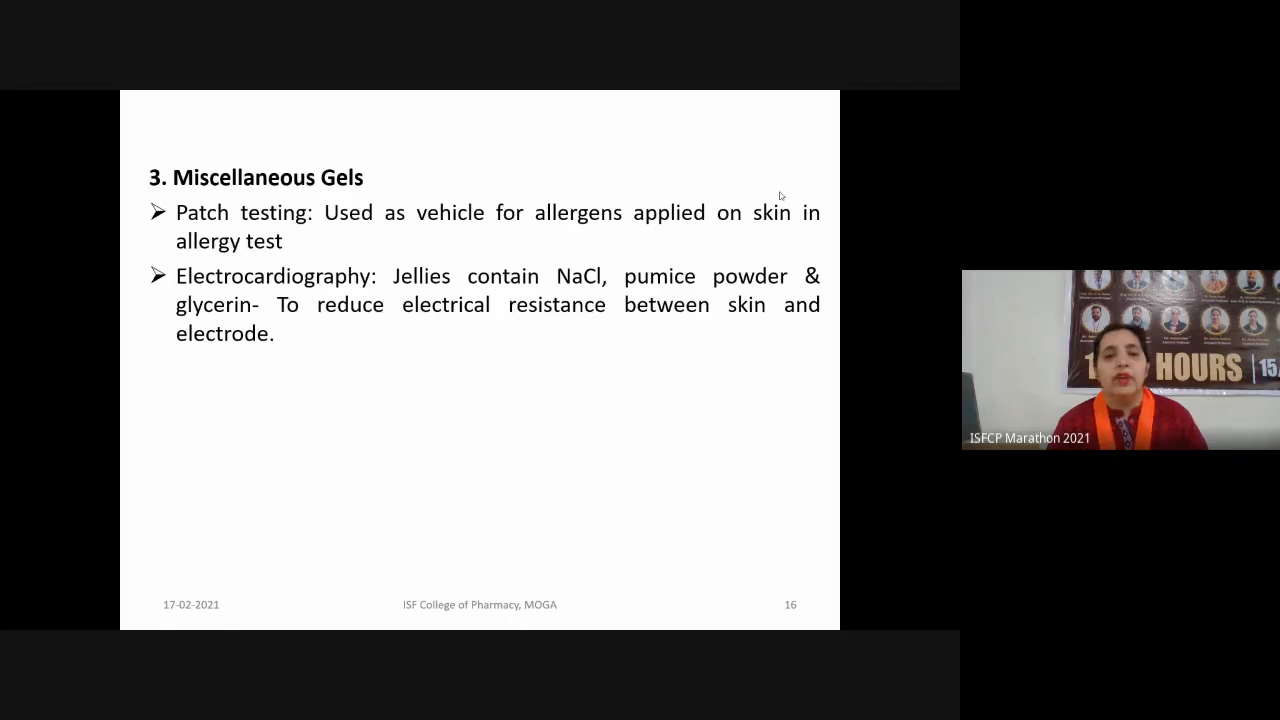 3. Miscellaneous Gels
➢ Patch testing: Used as vehicle for allergens applied on skin in
allergy test
➢ Electrocardiography: Jellies contain NaCl, pumice powder &
glycerin- To reduce electrical resistance between skin and
electrode.
17-02-2021
ISF College of Pharmacy, MOGA
16
HOURS
15
ISFCP Marathon 2021